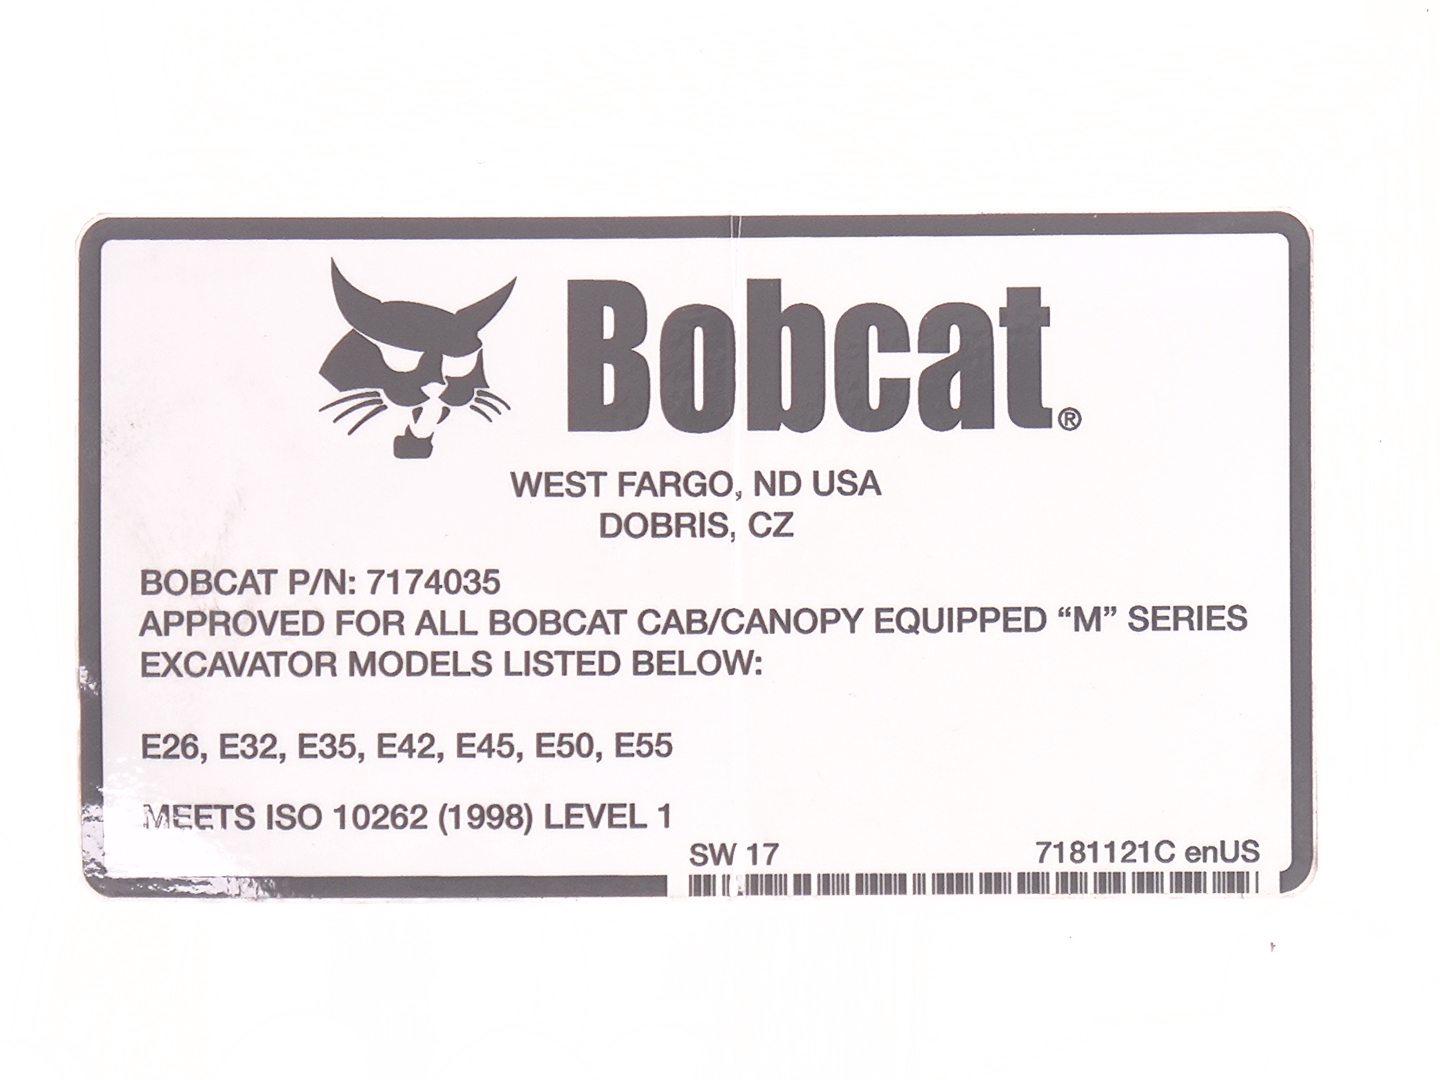 Bobcat®
WEST FARGO, ND USA
DOBRIS, CZ
BOBCAT P/N: 7174035
APPROVED FOR ALL BOBCAT CAB/CANOPY EQUIPPED “M” SERIES
EXCAVATOR MODELS LISTED BELOW:
E26, E32, E35, E42, E45, E50, E55
MEETS ISO 10262 (1998) LEVEL 1
SW 17 7181121C enUS